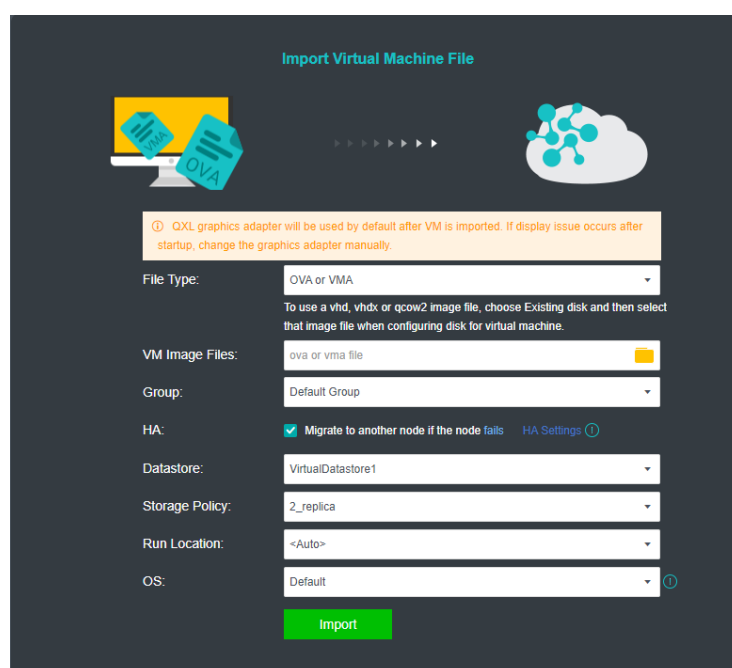 Import Virtual Machine File
VMA
OVA
QXL graphics adapter will be used by default after VM is imported. If display issue occurs after
startup, change the graphics adapter manually.
File Type:
OVA or VMA
To use a vhd, vhdx or qcow2 image file, choose Existing disk and then select
that image file when configuring disk for virtual machine.
VM Image Files:
ova or vma file
Group:
Default Group
HA:
Migrate to another node if the node fails HA Settings
Datastore:
VirtualDatastore1
Storage Policy:
2_replica
Run Location:
<Auto>
OS:
Default
Import